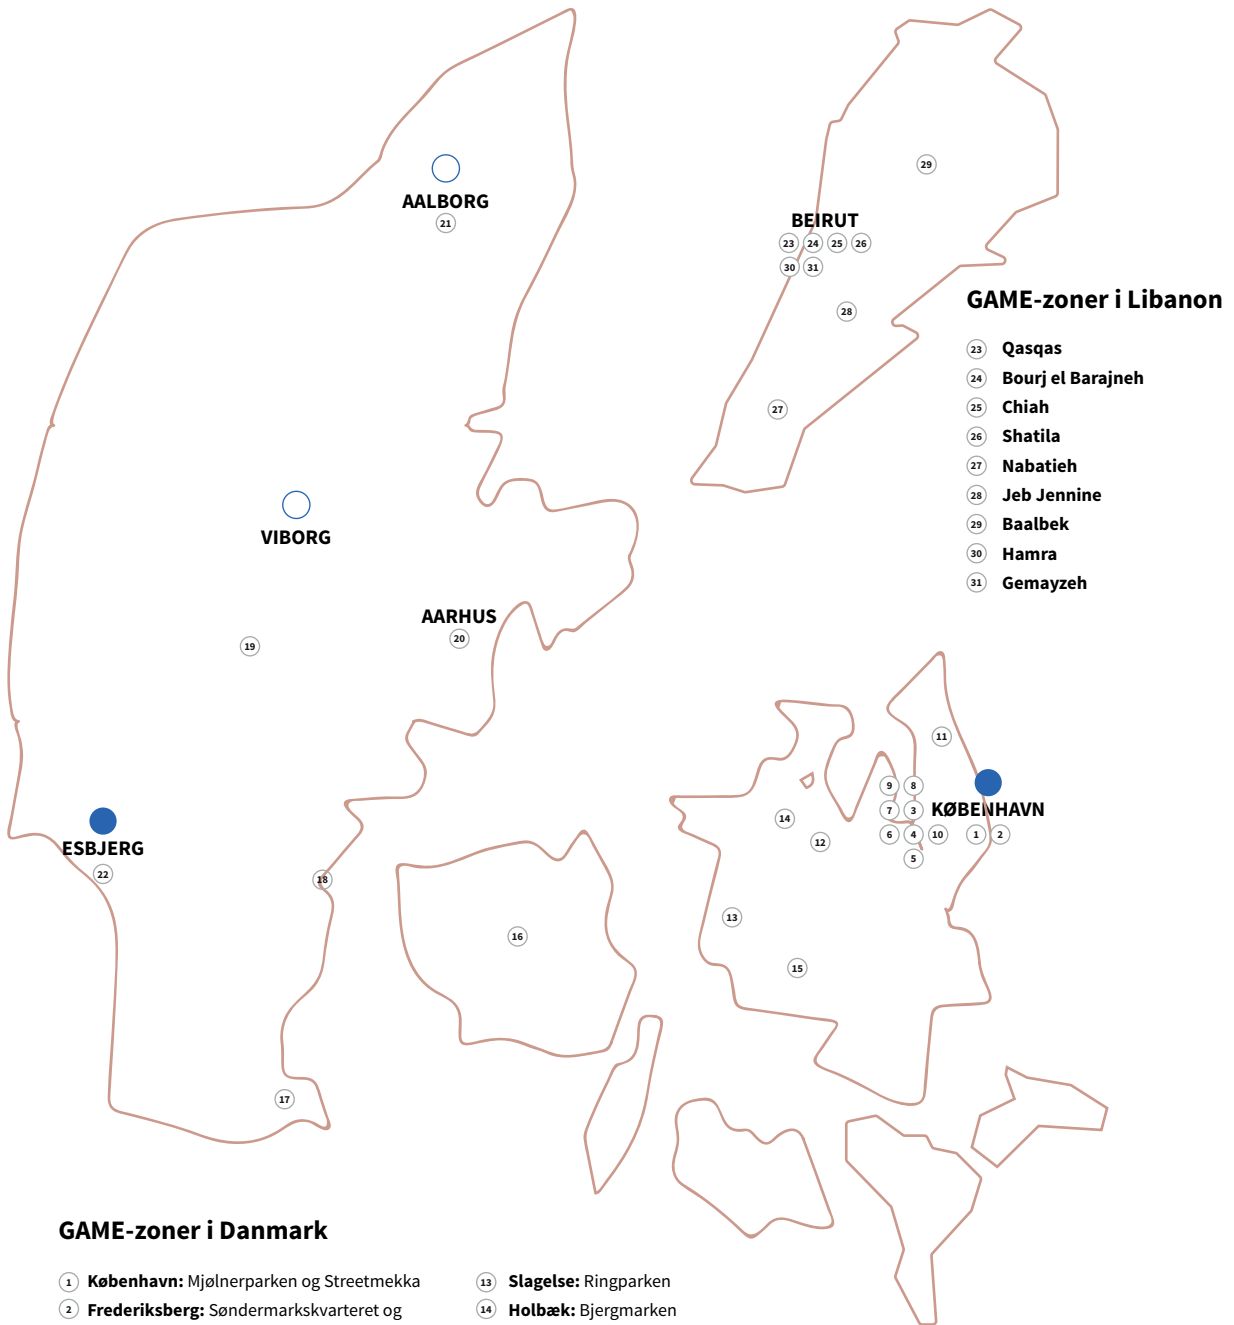 AALBORG
21
29
BEIRUT
23 24 25 26
30 31
28
27
GAME-zoner i Libanon
23 Qasqas
24 Bourj el Barajneh
25 Chiah
26 Shatila
27 Nabatieh
28 Jeb Jennine
29 Baalbek
30 Hamra
31 Gemayzeh
VIBORG
AARHUS
20
19
11
9 8
7 3 KØBENHAVN
6 4 10 1 2
5
14
12
13
15
ESBJERG
22
18
16
17
GAME-zoner i Danmark
1 København: Mjølnerparken og Streetmekka
2 Frederiksberg: Søndermarkskvarteret og
13 Slagelse: Ringparken
14 Holbæk: Bjergmarken